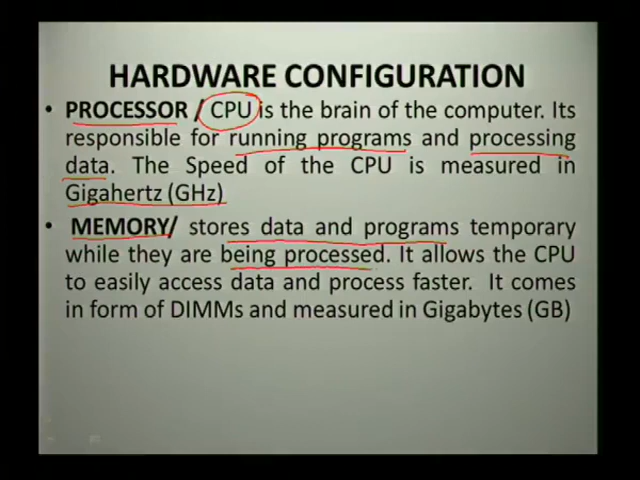 HARDWARE CONFIGURATION
• PROCESSOR / CPU is the brain of the computer. Its
responsible for running programs and processing
data. The Speed of the CPU is measured in
Gigahertz (GHz)
• MEMORY/ stores data and programs temporary
while they are being processed. It allows the CPU
to easily access data and process faster. It comes
in form of DIMMs and measured in Gigabytes (GB)